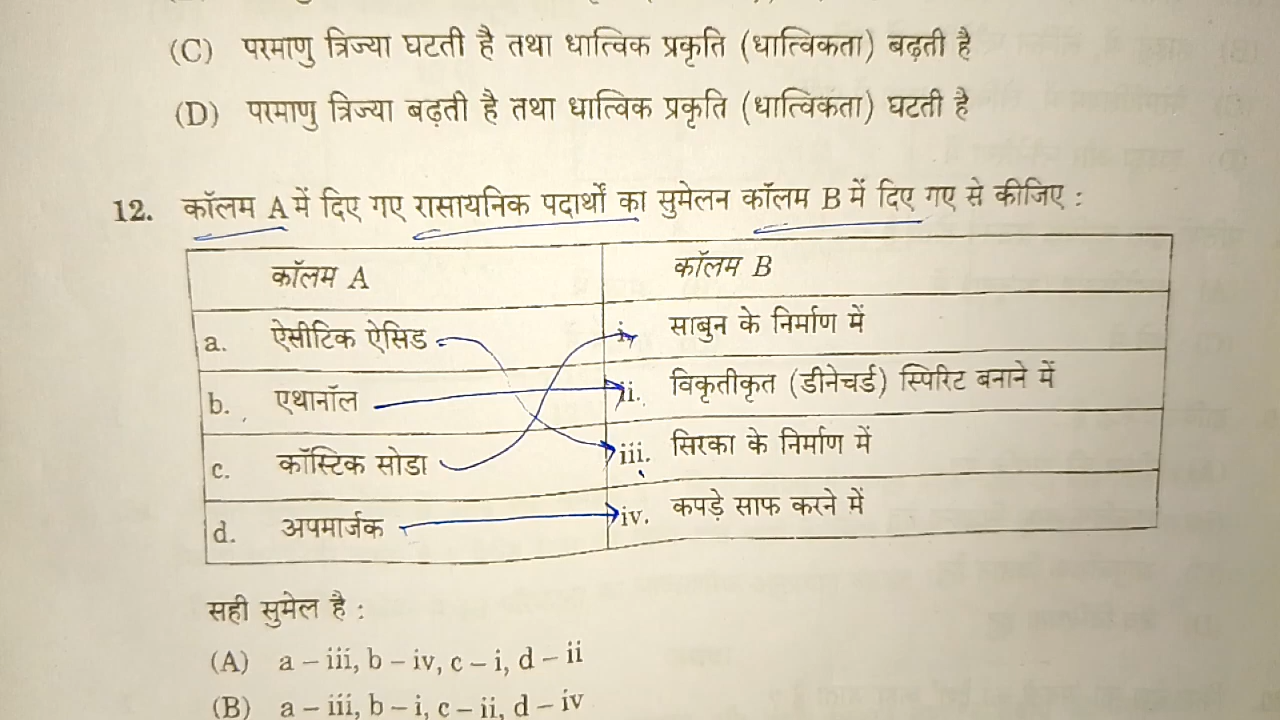 (C) परमाणु त्रिज्या घटती है तथा धात्विक प्रकृति (धात्विकता) बढ़ती है
(D) परमाणु त्रिज्या बढ़ती है तथा धात्विक प्रकृति (धात्विकता) घटती है
12. कॉलम A में दिए गए रासायनिक पदार्थों का सुमेलन कॉलम B में दिए गए से कीजिए :
कॉलम A कॉलम B
a. ऐसीटिक ऐसिड i. साबुन के निर्माण में
b. एथानॉल ii. विकृतीकृत (डीनेचर्ड) स्पिरिट बनाने में
c. कॉस्टिक सोडा iii. सिरका के निर्माण में
d. अपमार्जक iv. कपड़े साफ करने में
सही सुमेल है :
(A) a – iii, b – iv, c – i, d – ii
(B) a – iii, b – i, c – ii, d – iv